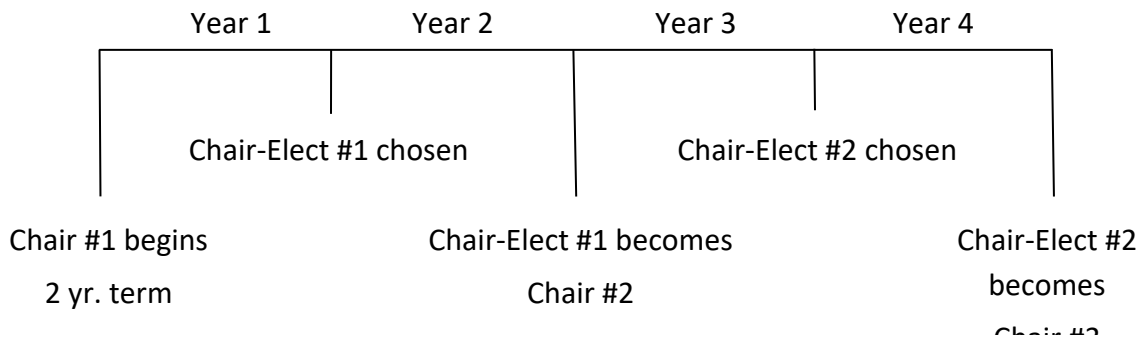 Year 1 Year 2 Year 3 Year 4
Chair-Elect #1 chosen Chair-Elect #2 chosen
Chair #1 begins Chair-Elect #1 becomes Chair-Elect #2
2 yr. term Chair #2 becomes